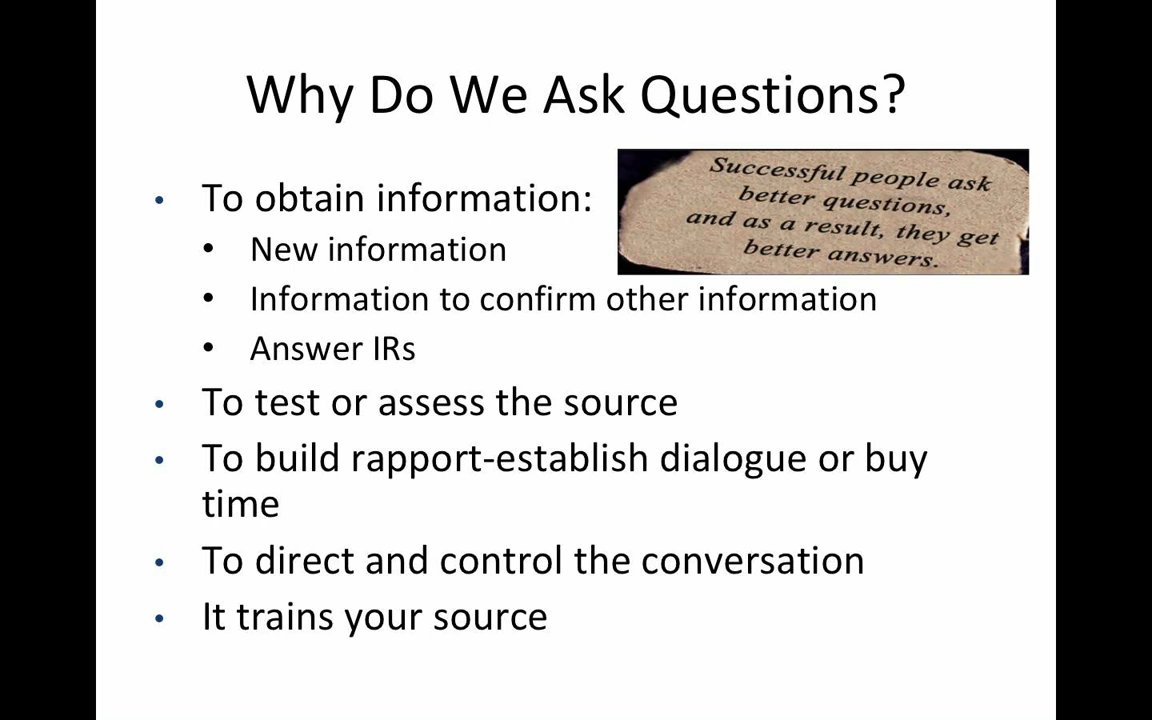 Why Do We Ask Questions?
Successful people ask
better questions,
and as a result, they get
better answers.
• To obtain information:
• New information
• Information to confirm other information
• Answer IRs
• To test or assess the source
• To build rapport-establish dialogue or buy
time
• To direct and control the conversation
• It trains your source